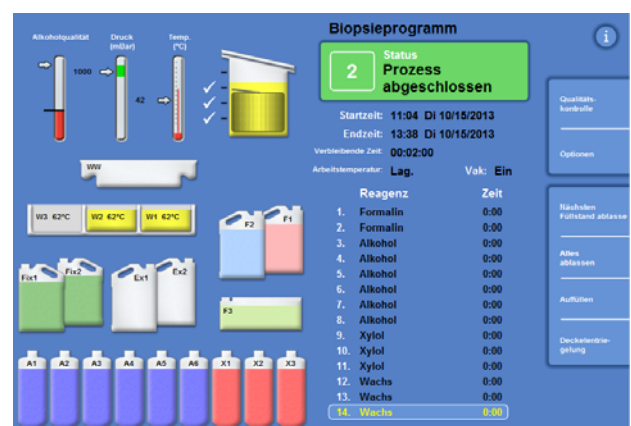 Alkoholqualität
Druck
(mBar)
Temp.
(°C)
1000
42
WW
W3 62°C
W2 62°C
W1 62°C
F2
F1
Fix1
Fix2
Ex1
Ex2
F3
A1
A2
A3
A4
A5
A6
X1
X2
X3
Biopsieprogramm
2
Status
Prozess
abgeschlossen
Startzeit: 11:04 Di 10/15/2013
Endzeit: 13:38 Di 10/15/2013
Verbleibende Zeit: 00:02:00
Arbeitstemperatur: Lag. Vak: Ein
Reagenz Zeit
1. Formalin 0:00
2. Formalin 0:00
3. Alkohol 0:00
4. Alkohol 0:00
5. Alkohol 0:00
6. Alkohol 0:00
7. Alkohol 0:00
8. Alkohol 0:00
9. Xylol 0:00
10. Xylol 0:00
11. Xylol 0:00
12. Wachs 0:00
13. Wachs 0:00
14. Wachs 0:00
i
Qualitäts-
kontrolle
Optionen
Nächsten
Füllstand ablasse
Alles
ablassen
Auffüllen
Deckelentrie-
gelung